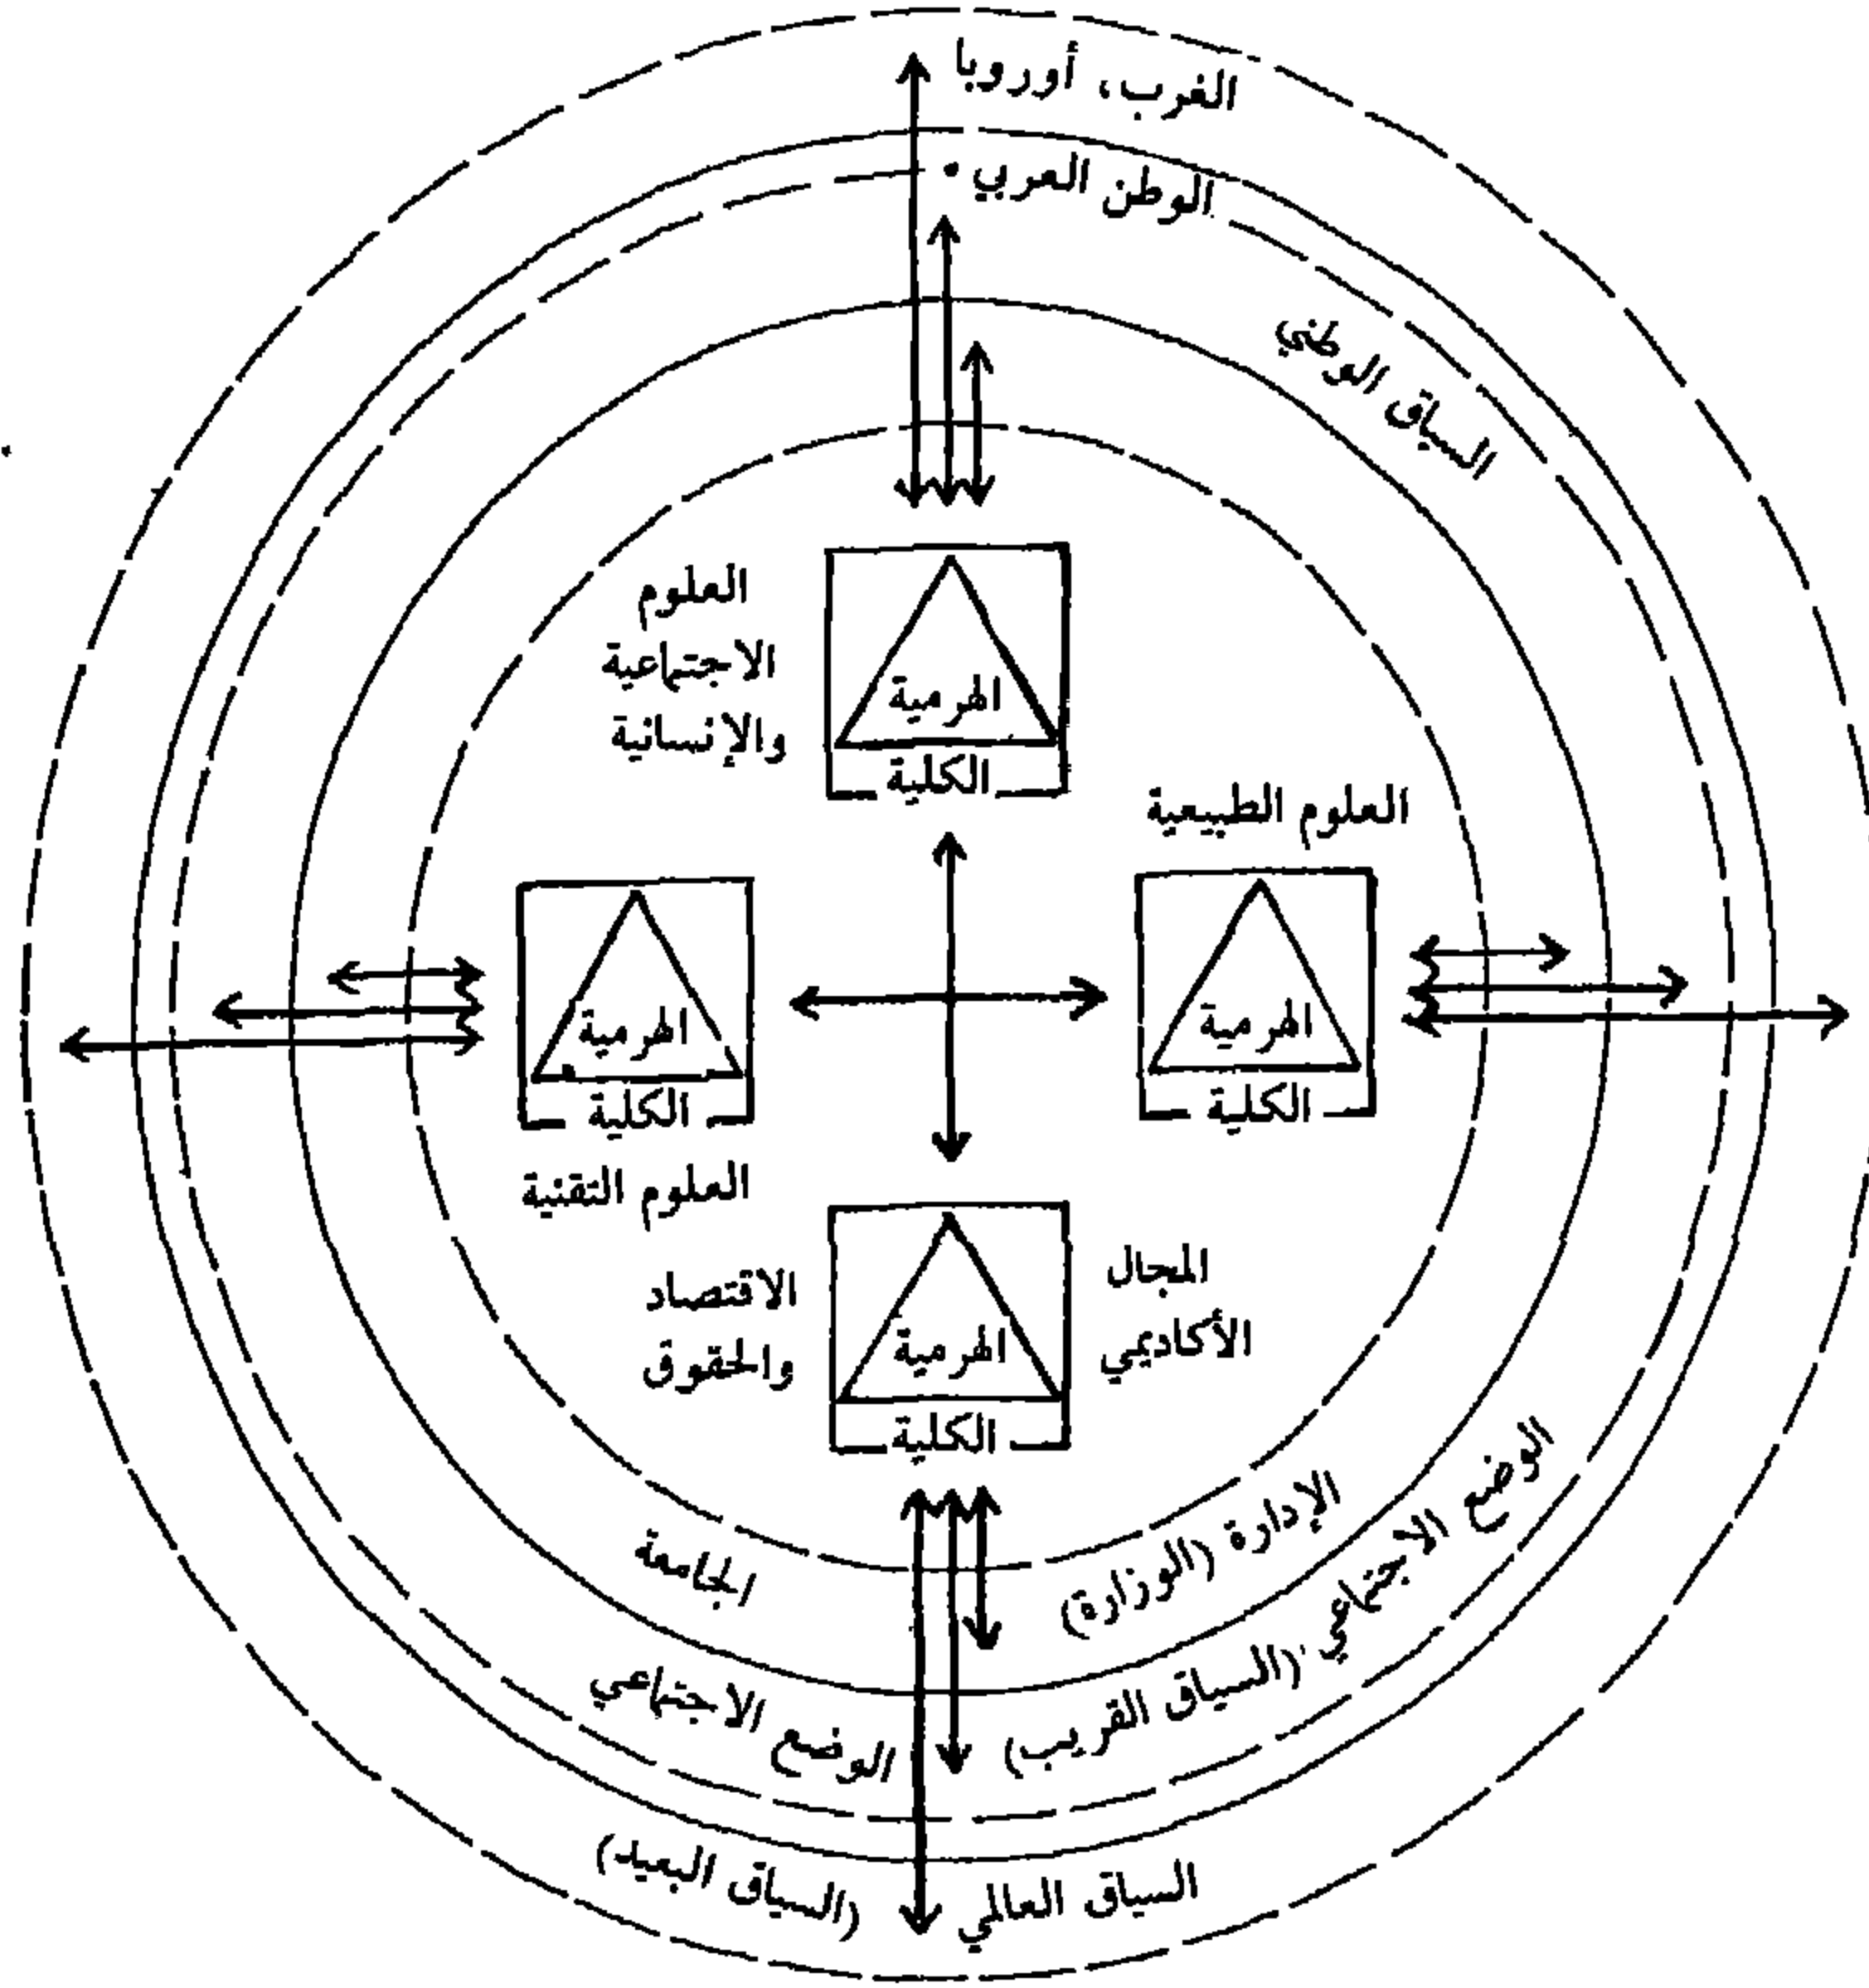 الغرب، أوروبا
الوطن العربي
السياق الوطني
العلوم
الاجتماعية
والإنسانية
الهرمية
الكلية
العلوم الطبيعية
الهرمية
الكلية
الهرمية
الكلية
العلوم التقنية
المجال
الأكاديمي
الاقتصاد
والحقوق
الهرمية
الكلية
الإدارة (الوزارة)
الجامعة
الوضع الاجتماعي (السياق القريب)
الوضع الاجتماعي
السياق العالمي
(السياق البعيد)